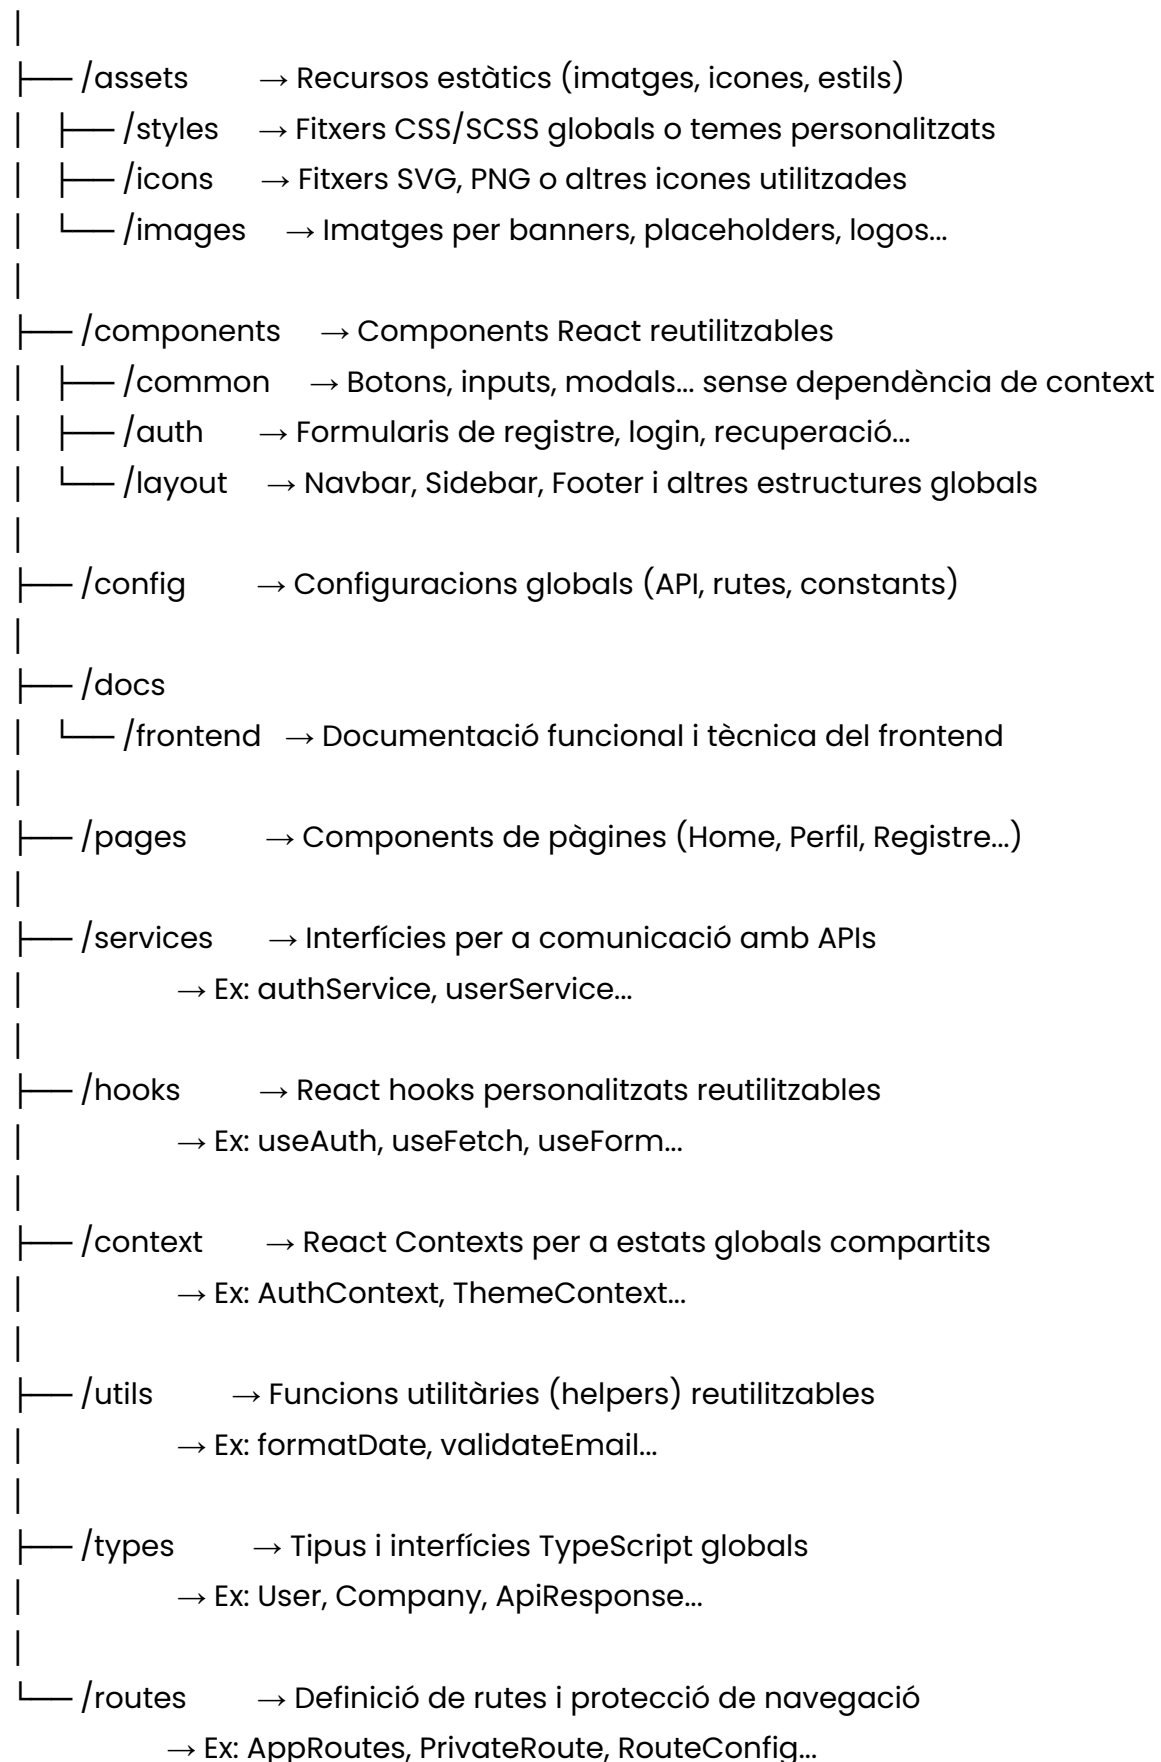 │
├── /assets → Recursos estàtics (imatges, icones, estils)
│ ├── /styles → Fitxers CSS/SCSS globals o temes personalitzats
│ ├── /icons → Fitxers SVG, PNG o altres icones utilitzades
│ └── /images → Imatges per banners, placeholders, logos...
│
├── /components → Components React reutilitzables
│ ├── /common → Botons, inputs, modals... sense dependència de context
│ ├── /auth → Formularis de registre, login, recuperació...
│ └── /layout → Navbar, Sidebar, Footer i altres estructures globals
│
├── /config → Configuracions globals (API, rutes, constants)
│
├── /docs
│ └── /frontend → Documentació funcional i tècnica del frontend
│
├── /pages → Components de pàgines (Home, Perfil, Registre...)
│
├── /services → Interfícies per a comunicació amb APIs
│ → Ex: authService, userService...
│
├── /hooks → React hooks personalitzats reutilitzables
│ → Ex: useAuth, useFetch, useForm...
│
├── /context → React Contexts per a estats globals compartits
│ → Ex: AuthContext, ThemeContext...
│
├── /utils → Funcions utilitàries (helpers) reutilitzables
│ → Ex: formatDate, validateEmail...
│
├── /types → Tipus i interfícies TypeScript globals
│ → Ex: User, Company, ApiResponse...
│
└── /routes → Definició de rutes i protecció de navegació
→ Ex: AppRoutes, PrivateRoute, RouteConfig...